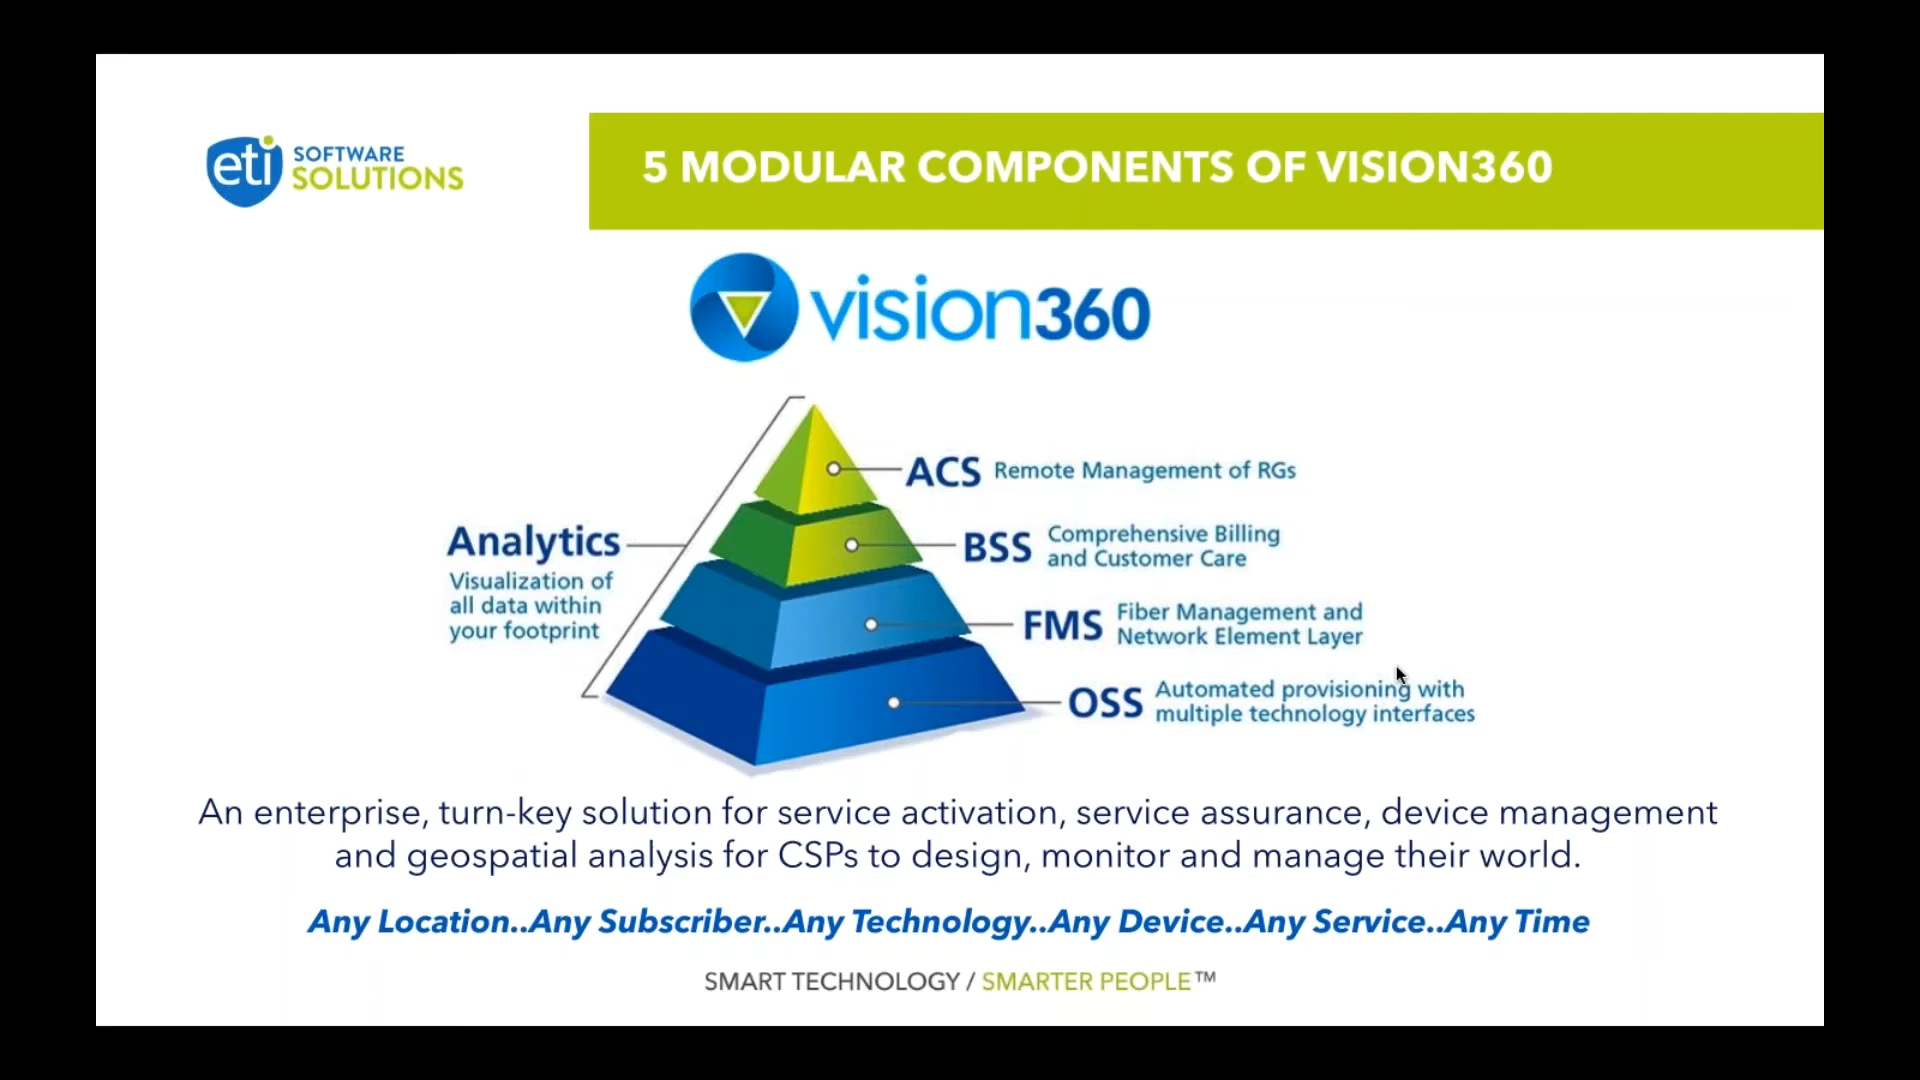 eti SOFTWARE
SOLUTIONS
5 MODULAR COMPONENTS OF VISION360
vision360
ACS Remote Management of RGs
Analytics
Visualization of
all data within
your footprint
BSS Comprehensive Billing
and Customer Care
FMS Fiber Management and
Network Element Layer
OSS Automated provisioning with
multiple technology interfaces
An enterprise, turn-key solution for service activation, service assurance, device management
and geospatial analysis for CSPs to design, monitor and manage their world.
Any Location..Any Subscriber..Any Technology..Any Device..Any Service..Any Time
SMART TECHNOLOGY / SMARTER PEOPLE™